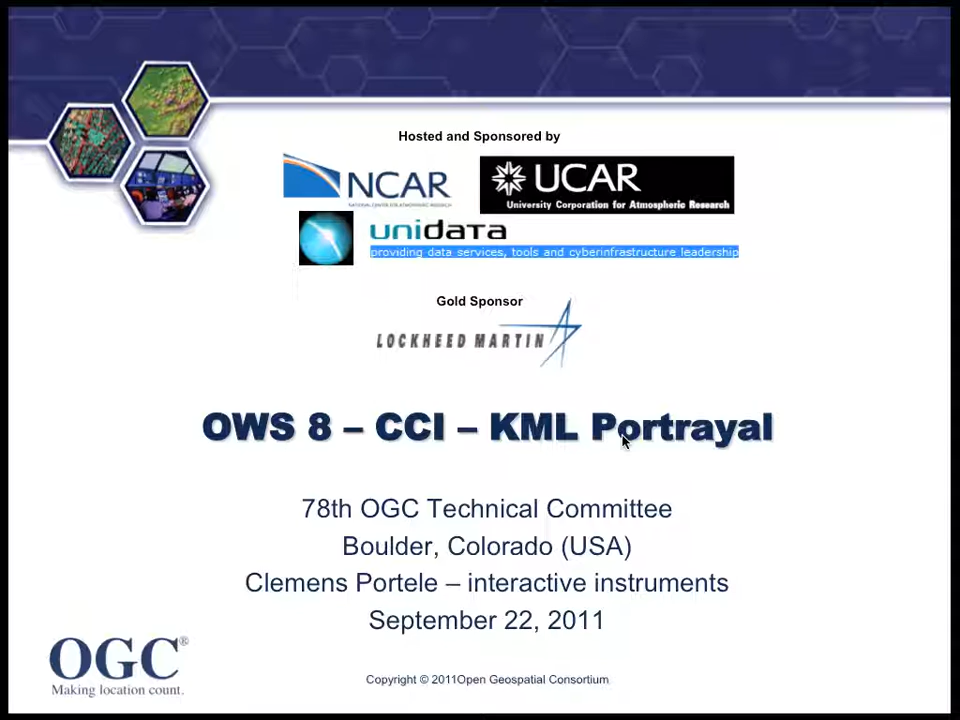 Hosted and Sponsored by
NCAR
NATIONAL CENTER FOR ATMOSPHERIC RESEARCH
UCAR
University Corporation for Atmospheric Research
unidata
providing data services, tools and cyberinfrastructure leadership
Gold Sponsor
LOCKHEED MARTIN
OWS 8 – CCI – KML Portrayal
78th OGC Technical Committee
Boulder, Colorado (USA)
Clemens Portele – interactive instruments
September 22, 2011
OGC®
Making location count.
Copyright © 2011Open Geospatial Consortium